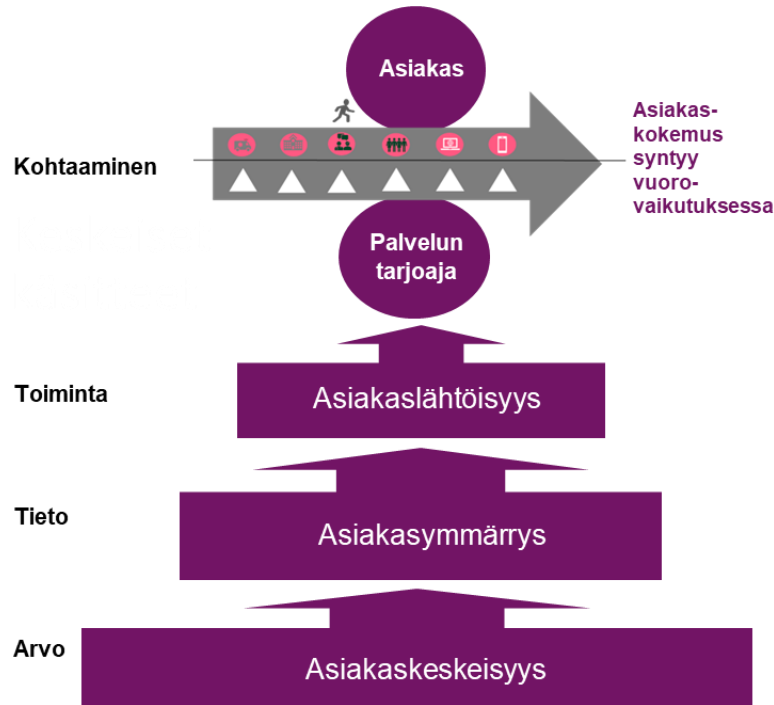 Asiakas
Kohtaaminen
Asiakas-
kokemus
syntyy
vuoro-
vaikutuksessa
Palvelun
tarjoaja
Toiminta
Asiakaslähtöisyys
Tieto
Asiakasymmärrys
Arvo
Asiakaskeskeisyys